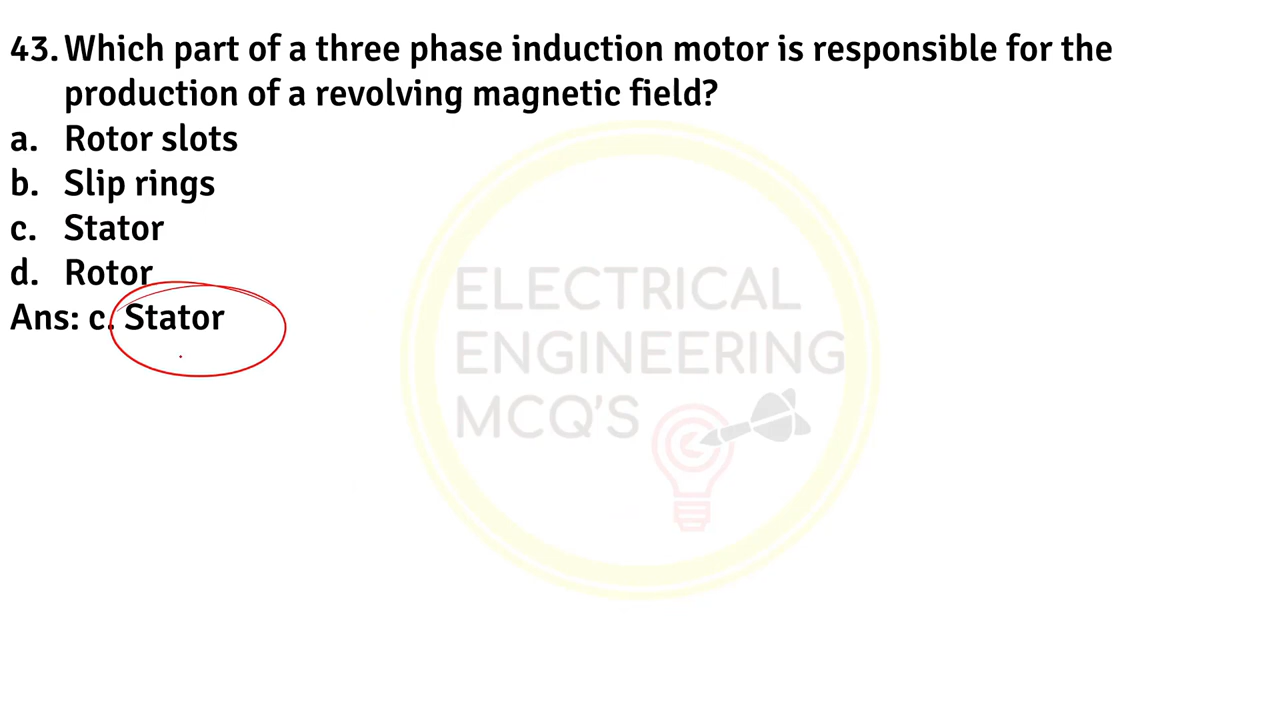 43. Which part of a three phase induction motor is responsible for the
production of a revolving magnetic field?
a. Rotor slots
b. Slip rings
c. Stator
d. Rotor
Ans: c. Stator
ELECTRICAL
ENGINEERING
MCQ'S